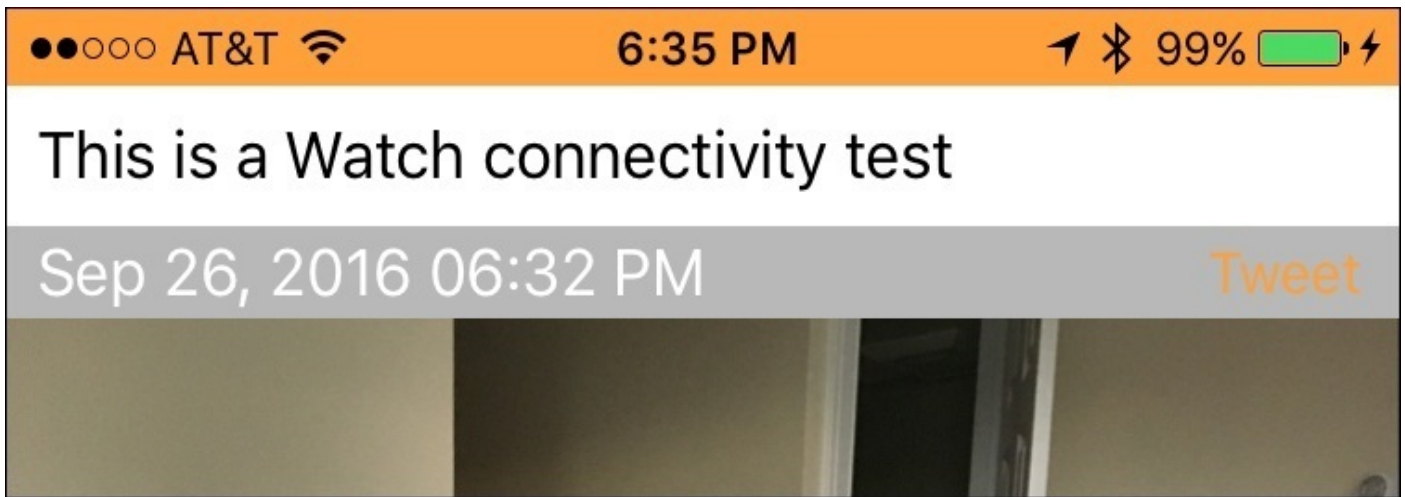 AT&T 6:35 PM 99%
This is a Watch connectivity test
Sep 26, 2016 06:32 PM Tweet